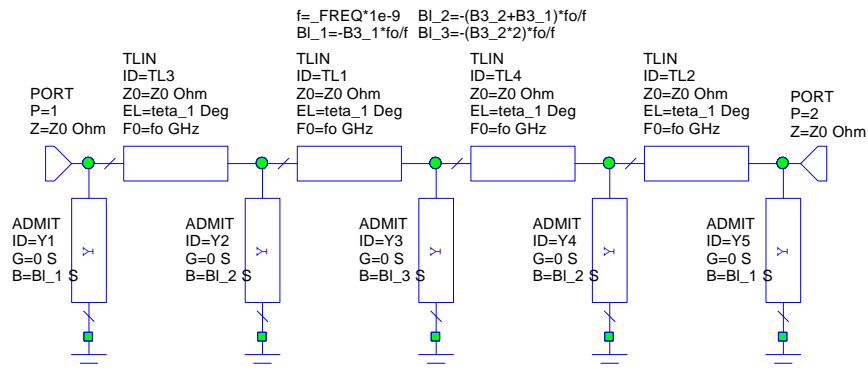 f=_FREQ*1e-9 Bl_2=-(B3_2+B3_1)*fo/f
Bl_1=-B3_1*fo/f Bl_3=-(B3_2*2)*fo/f
TLIN
ID=TL3
Z0=Z0 Ohm
EL=teta_1 Deg
F0=fo GHz
TLIN
ID=TL1
Z0=Z0 Ohm
EL=teta_1 Deg
F0=fo GHz
TLIN
ID=TL4
Z0=Z0 Ohm
EL=teta_1 Deg
F0=fo GHz
TLIN
ID=TL2
Z0=Z0 Ohm
EL=teta_1 Deg
F0=fo GHz
PORT
P=1
Z=Z0 Ohm
PORT
P=2
Z=Z0 Ohm
ADMIT
ID=Y1
G=0 S
B=Bl_1 S
Y
ADMIT
ID=Y2
G=0 S
B=Bl_2 S
Y
ADMIT
ID=Y3
G=0 S
B=Bl_3 S
Y
ADMIT
ID=Y4
G=0 S
B=Bl_2 S
Y
ADMIT
ID=Y5
G=0 S
B=Bl_1 S
Y